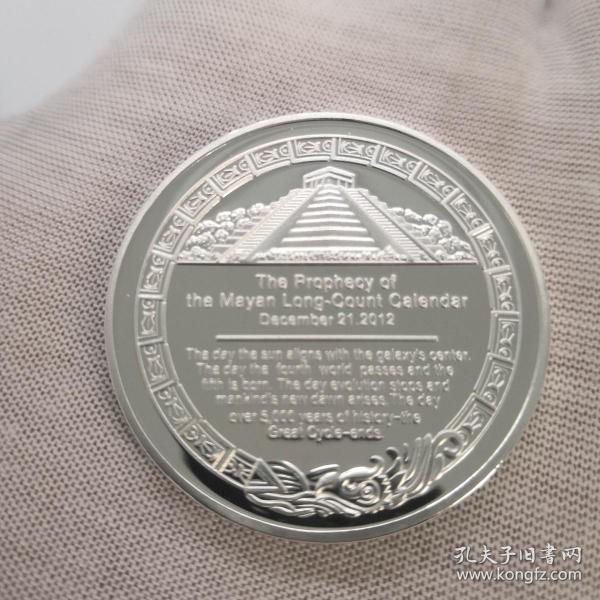 The Prophecy of
the Mayan Long-Count Calendar
December 21.2012
The day the sun aligns with the galaxy's center.
The day the fourth world passes and the
fifth is born. The day evolution stops and
mankind's new dawn arises. The day
over 5,000 years of history-the
Great Cycle-ends.
孔夫子旧書网
www.kongfz.com